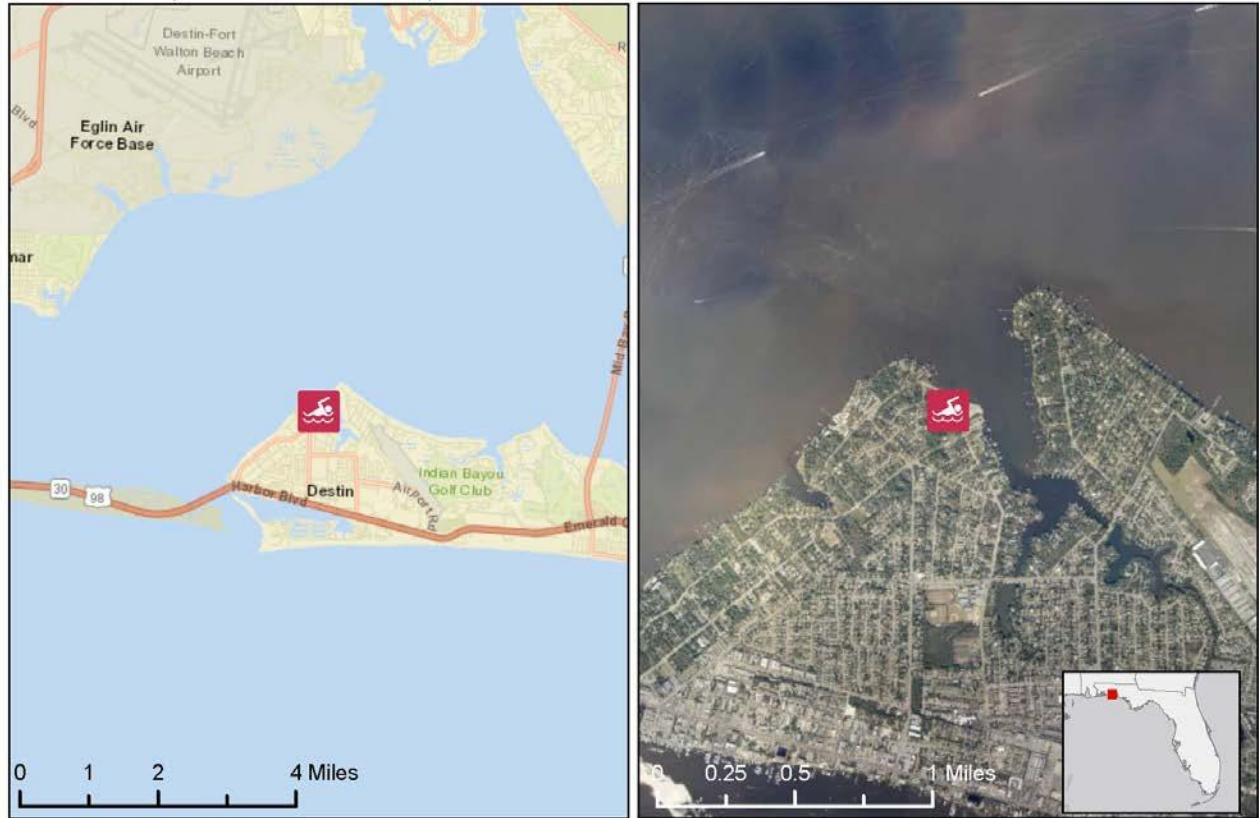 Destin-Fort
Walton Beach
Airport
Blvd
Eglin Air
Force Base
mar
Mid-Bay B
30
98
Harbor Blvd
Destin
Airport Rd
Indian Bayou
Golf Club
Emerald C
0 1 2 4 Miles
0 0.25 0.5 1 Miles